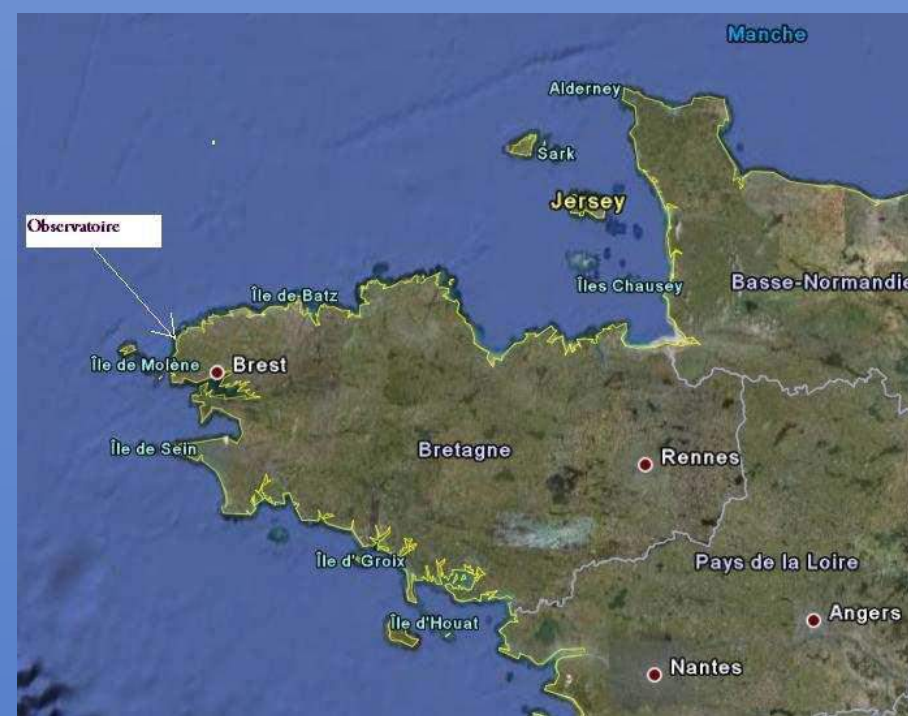 Manche
Alderney
Sark
Jersey
Observatoire
Îles Chausey
Basse-Normandie
Île de Batz
Île de Molène
Brest
Île de Sein
Bretagne
Rennes
Île d' Groix
Pays de la Loire
Île d'Houat
Angers
Nantes